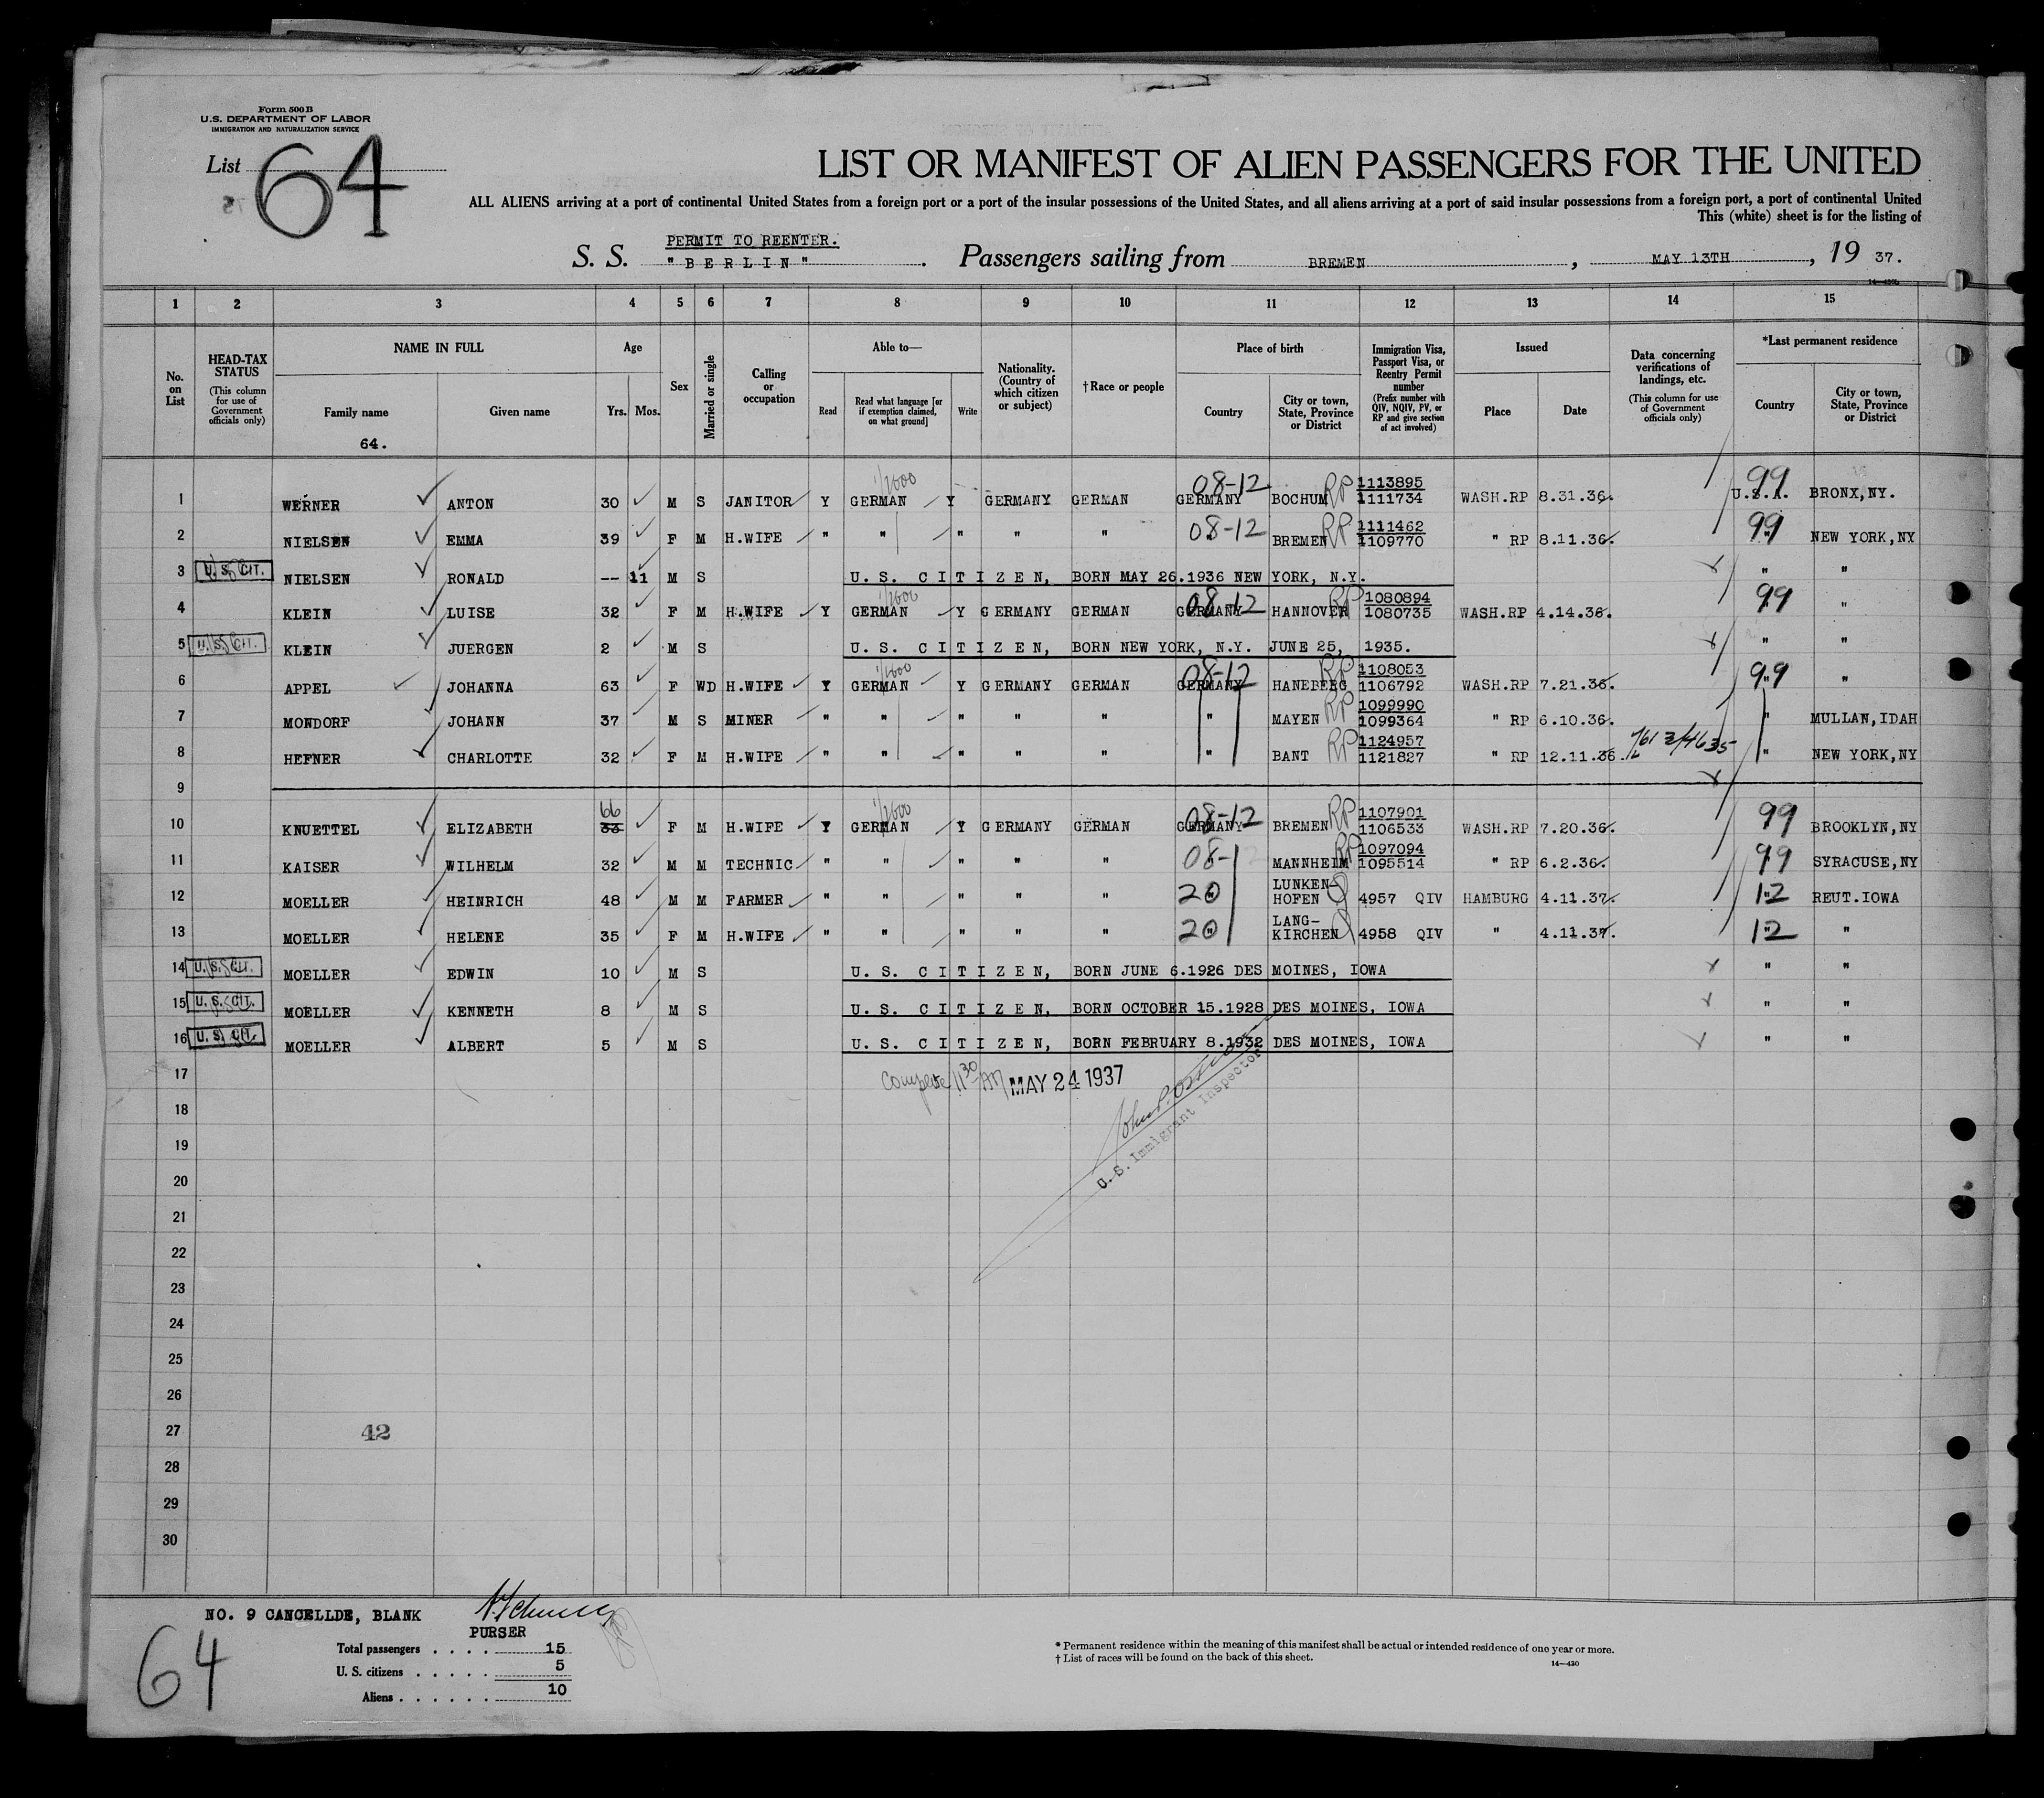 Form 500 B
U.S. DEPARTMENT OF LABOR
IMMIGRATION AND NATURALIZATION SERVICE
List 64
LIST OR MANIFEST OF ALIEN PASSENGERS FOR THE UNITED
ALL ALIENS arriving at a port of continental United States from a foreign port or a port of the insular possessions of the United States, and all aliens arriving at a port of said insular possessions from a foreign port, a port of continental United
This (white) sheet is for the listing of
PERMIT TO REENTER.
S. S. "BERLIN" . Passengers sailing from BREMEN , MAY 13TH , 19 37.
1 2 3 4 5 6 7 8 9 10 11 12 13 14 15
No. on List
HEAD-TAX STATUS (This column for use of Government officials only)
NAME IN FULL
Family name
Given name
64.
Age
Yrs. Mos.
Sex
Married or single
Calling or occupation
Able to—
Read
Read what language [or if exemption claimed, on what ground]
Write
Nationality. (Country of which citizen or subject)
†Race or people
Place of birth
Country
City or town, State, Province or District
Immigration Visa, Passport Visa, or Reentry Permit number (Prefix number with QIV, NQIV, PV, or RP and give section of act involved)
Issued
Place
Date
Data concerning verifications of landings, etc. (This column for use of Government officials only)
*Last permanent residence
Country
City or town, State, Province or District
1 WERNER ANTON 30 M S JANITOR Y GERMAN Y GERMANY GERMAN GERMANY 08-12 BOCHUM RP 1113895 1111734 WASH.RP 8.31.36. 99 U.S.A. BRONX,NY.
2 NIELSEN EMMA 39 F M H.WIFE " " " " " 08-12 BREMEN RP 1111462 1109770 " RP 8.11.36. 99 NEW YORK,NY
3 U.S. CIT. NIELSEN RONALD -- 11 M S U. S. CITIZEN, BORN MAY 26.1936 NEW YORK, N.Y. " "
4 KLEIN LUISE 32 F M H.WIFE Y GERMAN Y GERMANY GERMAN GERMANY 08-12 HANNOVER RP 1080894 1080735 WASH.RP 4.14.36. 99 "
5 U.S. CIT. KLEIN JUERGEN 2 M S U. S. CITIZEN, BORN NEW YORK, N.Y. JUNE 25, 1935. " "
6 APPEL JOHANNA 63 F WD H.WIFE Y GERMAN Y GERMANY GERMAN GERMANY 08-12 HANEBERG RP 1108053 1106792 WASH.RP 7.21.36. 99 "
7 MONDORF JOHANN 37 M S MINER " " " " " " MAYEN RP 1099990 1099364 " RP 6.10.36. " MULLAN,IDAH
8 HEFNER CHARLOTTE 32 F M H.WIFE " " " " " " BANT RP 1124957 1121827 " RP 12.11.36. " NEW YORK,NY
9
10 KNUETTEL ELIZABETH 66 33 F M H.WIFE Y GERMAN Y GERMANY GERMAN GERMANY 08-12 BREMEN RP 1107901 1106533 WASH.RP 7.20.36. 99 BROOKLYN,NY
11 KAISER WILHELM 32 M M TECHNIC " " " " " 08- MANNHEIM RP 1097094 1095514 " RP 6.2.36. 99 SYRACUSE,NY
12 MOELLER HEINRICH 48 M M FARMER " " " " " 20 LUNKEN-HOFEN 4957 QIV HAMBURG 4.11.37. 12 REUT.IOWA
13 MOELLER HELENE 35 F M H.WIFE " " " " " 20 LANG-KIRCHEN 4958 QIV " 4.11.37. 12 "
14 U.S. CIT. MOELLER EDWIN 10 M S U. S. CITIZEN, BORN JUNE 6.1926 DES MOINES, IOWA " "
15 U.S. CIT. MOELLER KENNETH 8 M S U. S. CITIZEN, BORN OCTOBER 15.1928 DES MOINES, IOWA " "
16 U.S. CIT. MOELLER ALBERT 5 M S U. S. CITIZEN, BORN FEBRUARY 8.1932 DES MOINES, IOWA " "
17 11 30 AM MAY 24 1937
U. S. Immigrant Inspector
18
19
20
21
22
23
24
25
26
27 42
28
29
30
NO. 9 CANCELLDE, BLANK
PURSER
64
Total passengers . . . . 15
U. S. citizens . . . . . 5
Aliens . . . . . . 10
* Permanent residence within the meaning of this manifest shall be actual or intended residence of one year or more.
† List of races will be found on the back of this sheet.
14—430